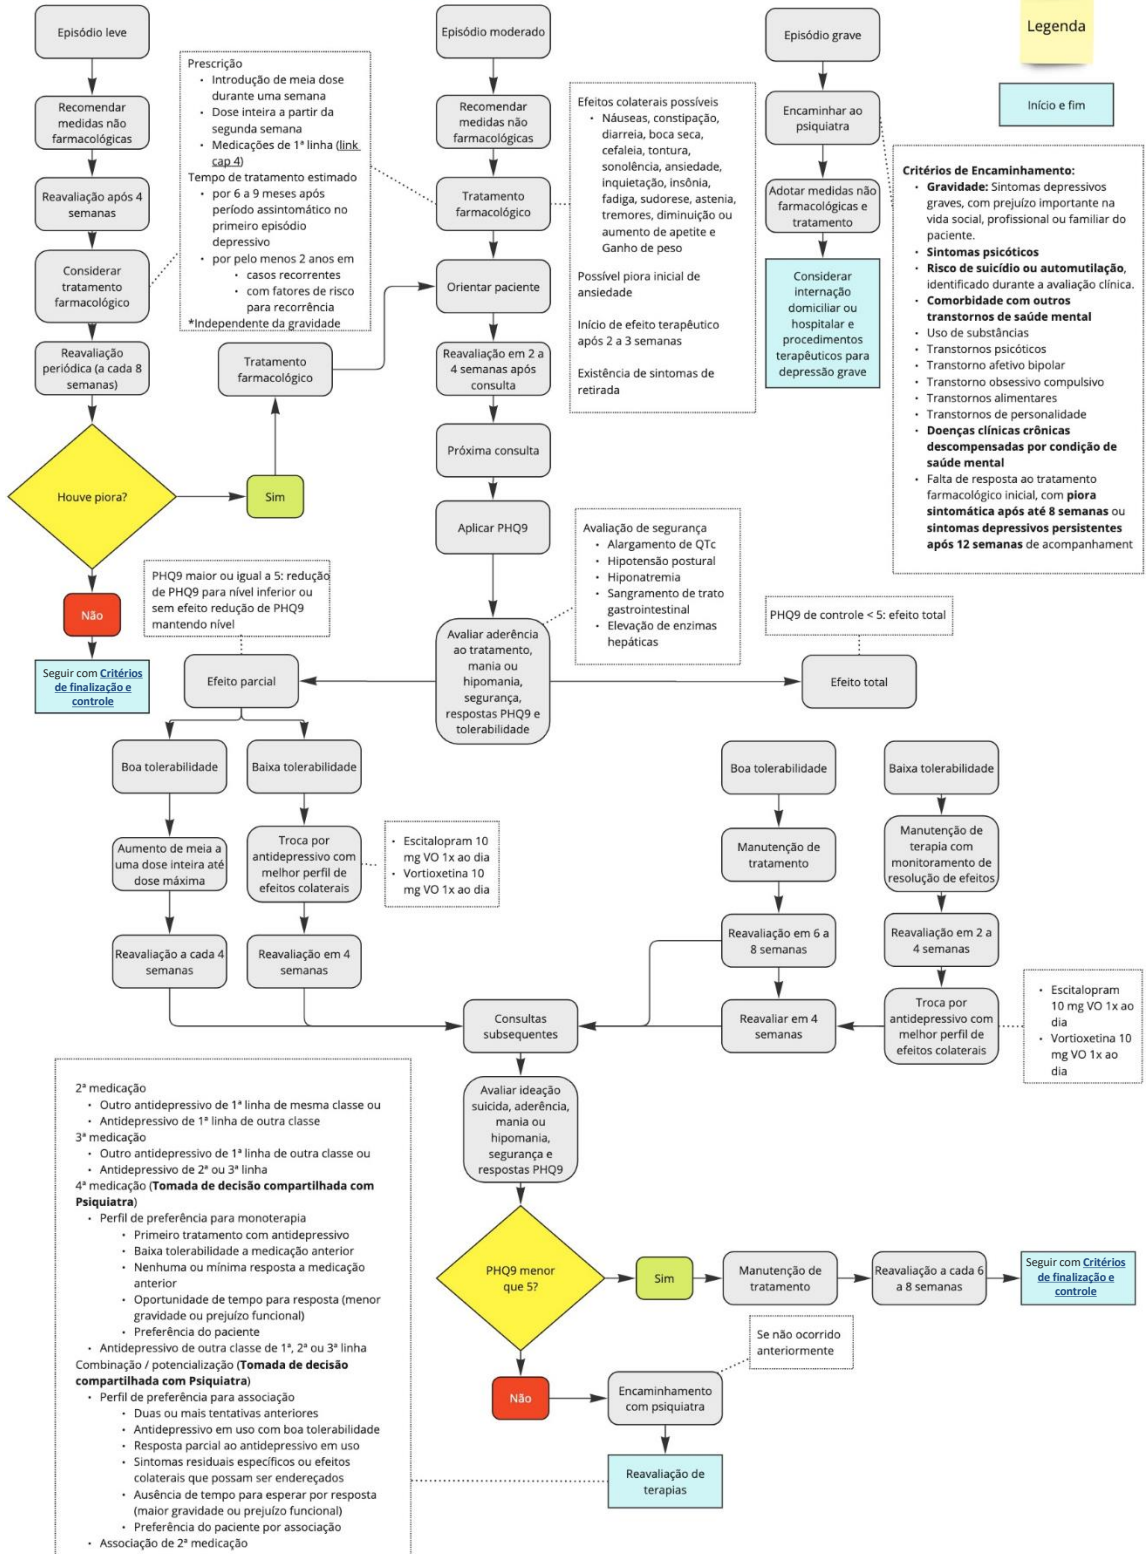 Episódio leve
Recomendar
medidas não
farmacológicas
Reavaliação após 4
semanas
Considerar
tratamento
farmacológico
Reavaliação
periódica (a cada 8
semanas)
Houve piora?
Sim
Tratamento
farmacológico
Não
Seguir com Critérios
de finalização e
controle
Prescrição
• Introdução de meia dose
durante uma semana
• Dose inteira a partir da
segunda semana
• Medicações de 1ª linha (link
cap 4)
Tempo de tratamento estimado
• por 6 a 9 meses após
período assintomático no
primeiro episódio
depressivo
• por pelo menos 2 anos em
• casos recorrentes
• com fatores de risco
para recorrência
*Independente da gravidade
Episódio moderado
Recomendar
medidas não
farmacológicas
Tratamento
farmacológico
Orientar paciente
Reavaliação em 2 a
4 semanas após
consulta
Próxima consulta
Aplicar PHQ9
Avaliar aderência
ao tratamento,
mania ou
hipomania,
segurança,
respostas PHQ9 e
tolerabilidade
Efeitos colaterais possíveis
• Náuseas, constipação,
diarreia, boca seca,
cefaleia, tontura,
sonolência, ansiedade,
inquietação, insônia,
fadiga, sudorese, astenia,
tremores, diminuição ou
aumento de apetite e
Ganho de peso
Possível piora inicial de
ansiedade
Início de efeito terapêutico
após 2 a 3 semanas
Existência de sintomas de
retirada
Episódio grave
Encaminhar ao
psiquiatra
Adotar medidas não
farmacológicas e
tratamento
Considerar
internação
domiciliar ou
hospitalar e
procedimentos
terapêuticos para
depressão grave
Legenda
Início e fim
Critérios de Encaminhamento:
• Gravidade: Sintomas depressivos
graves, com prejuízo importante na
vida social, profissional ou familiar do
paciente.
• Sintomas psicóticos
• Risco de suicídio ou automutilação,
identificado durante a avaliação clínica.
• Comorbidade com outros
transtornos de saúde mental
• Uso de substâncias
• Transtornos psicóticos
• Transtorno afetivo bipolar
• Transtorno obsessivo compulsivo
• Transtornos alimentares
• Transtornos de personalidade
• Doenças clínicas crônicas
descompensadas por condição de
saúde mental
• Falta de resposta ao tratamento
farmacológico inicial, com piora
sintomática após até 8 semanas ou
sintomas depressivos persistentes
após 12 semanas de acompanhament
Avaliação de segurança
• Alargamento de QTc
• Hipotensão postural
• Hiponatremia
• Sangramento de trato
gastrointestinal
• Elevação de enzimas
hepáticas
PHQ9 maior ou igual a 5: redução
de PHQ9 para nível inferior ou
sem efeito redução de PHQ9
mantendo nível
Efeito parcial
PHQ9 de controle < 5: efeito total
Efeito total
Boa tolerabilidade
Aumento de meia a
uma dose inteira até
dose máxima
Reavaliação a cada 4
semanas
Baixa tolerabilidade
Troca por
antidepressivo com
melhor perfil de
efeitos colaterais
Reavaliação em 4
semanas
• Escitalopram 10
mg VO 1x ao dia
• Vortioxetina 10
mg VO 1x ao dia
Boa tolerabilidade
Manutenção de
tratamento
Reavaliação em 6 a
8 semanas
Reavaliar em 4
semanas
Baixa tolerabilidade
Manutenção de
terapia com
monitoramento de
resolução de efeitos
Reavaliação em 2 a
4 semanas
Troca por
antidepressivo com
melhor perfil de
efeitos colaterais
• Escitalopram
10 mg VO 1x ao
dia
• Vortioxetina 10
mg VO 1x ao
dia
Consultas
subsequentes
Avaliar ideação
suicida, aderência,
mania ou
hipomania,
segurança e
respostas PHQ9
PHQ9 menor
que 5?
Sim
Manutenção de
tratamento
Reavaliação a cada 6
a 8 semanas
Seguir com Critérios
de finalização e
controle
Não
Encaminhamento
com psiquiatra
Se não ocorrido
anteriormente
Reavaliação de
terapias
2ª medicação
• Outro antidepressivo de 1ª linha de mesma classe ou
• Antidepressivo de 1ª linha de outra classe
3ª medicação
• Outro antidepressivo de 1ª linha de outra classe ou
• Antidepressivo de 2ª ou 3ª linha
4ª medicação (Tomada de decisão compartilhada com
Psiquiatra)
• Perfil de preferência para monoterapia
• Primeiro tratamento com antidepressivo
• Baixa tolerabilidade a medicação anterior
• Nenhuma ou mínima resposta a medicação
anterior
• Oportunidade de tempo para resposta (menor
gravidade ou prejuízo funcional)
• Preferência do paciente
• Antidepressivo de outra classe de 1ª, 2ª ou 3ª linha
Combinação / potencialização (Tomada de decisão
compartilhada com Psiquiatra)
• Perfil de preferência para associação
• Duas ou mais tentativas anteriores
• Antidepressivo em uso com boa tolerabilidade
• Resposta parcial ao antidepressivo em uso
• Sintomas residuais específicos ou efeitos
colaterais que possam ser endereçados
• Ausência de tempo para esperar por resposta
(maior gravidade ou prejuízo funcional)
• Preferência do paciente por associação
• Associação de 2ª medicação